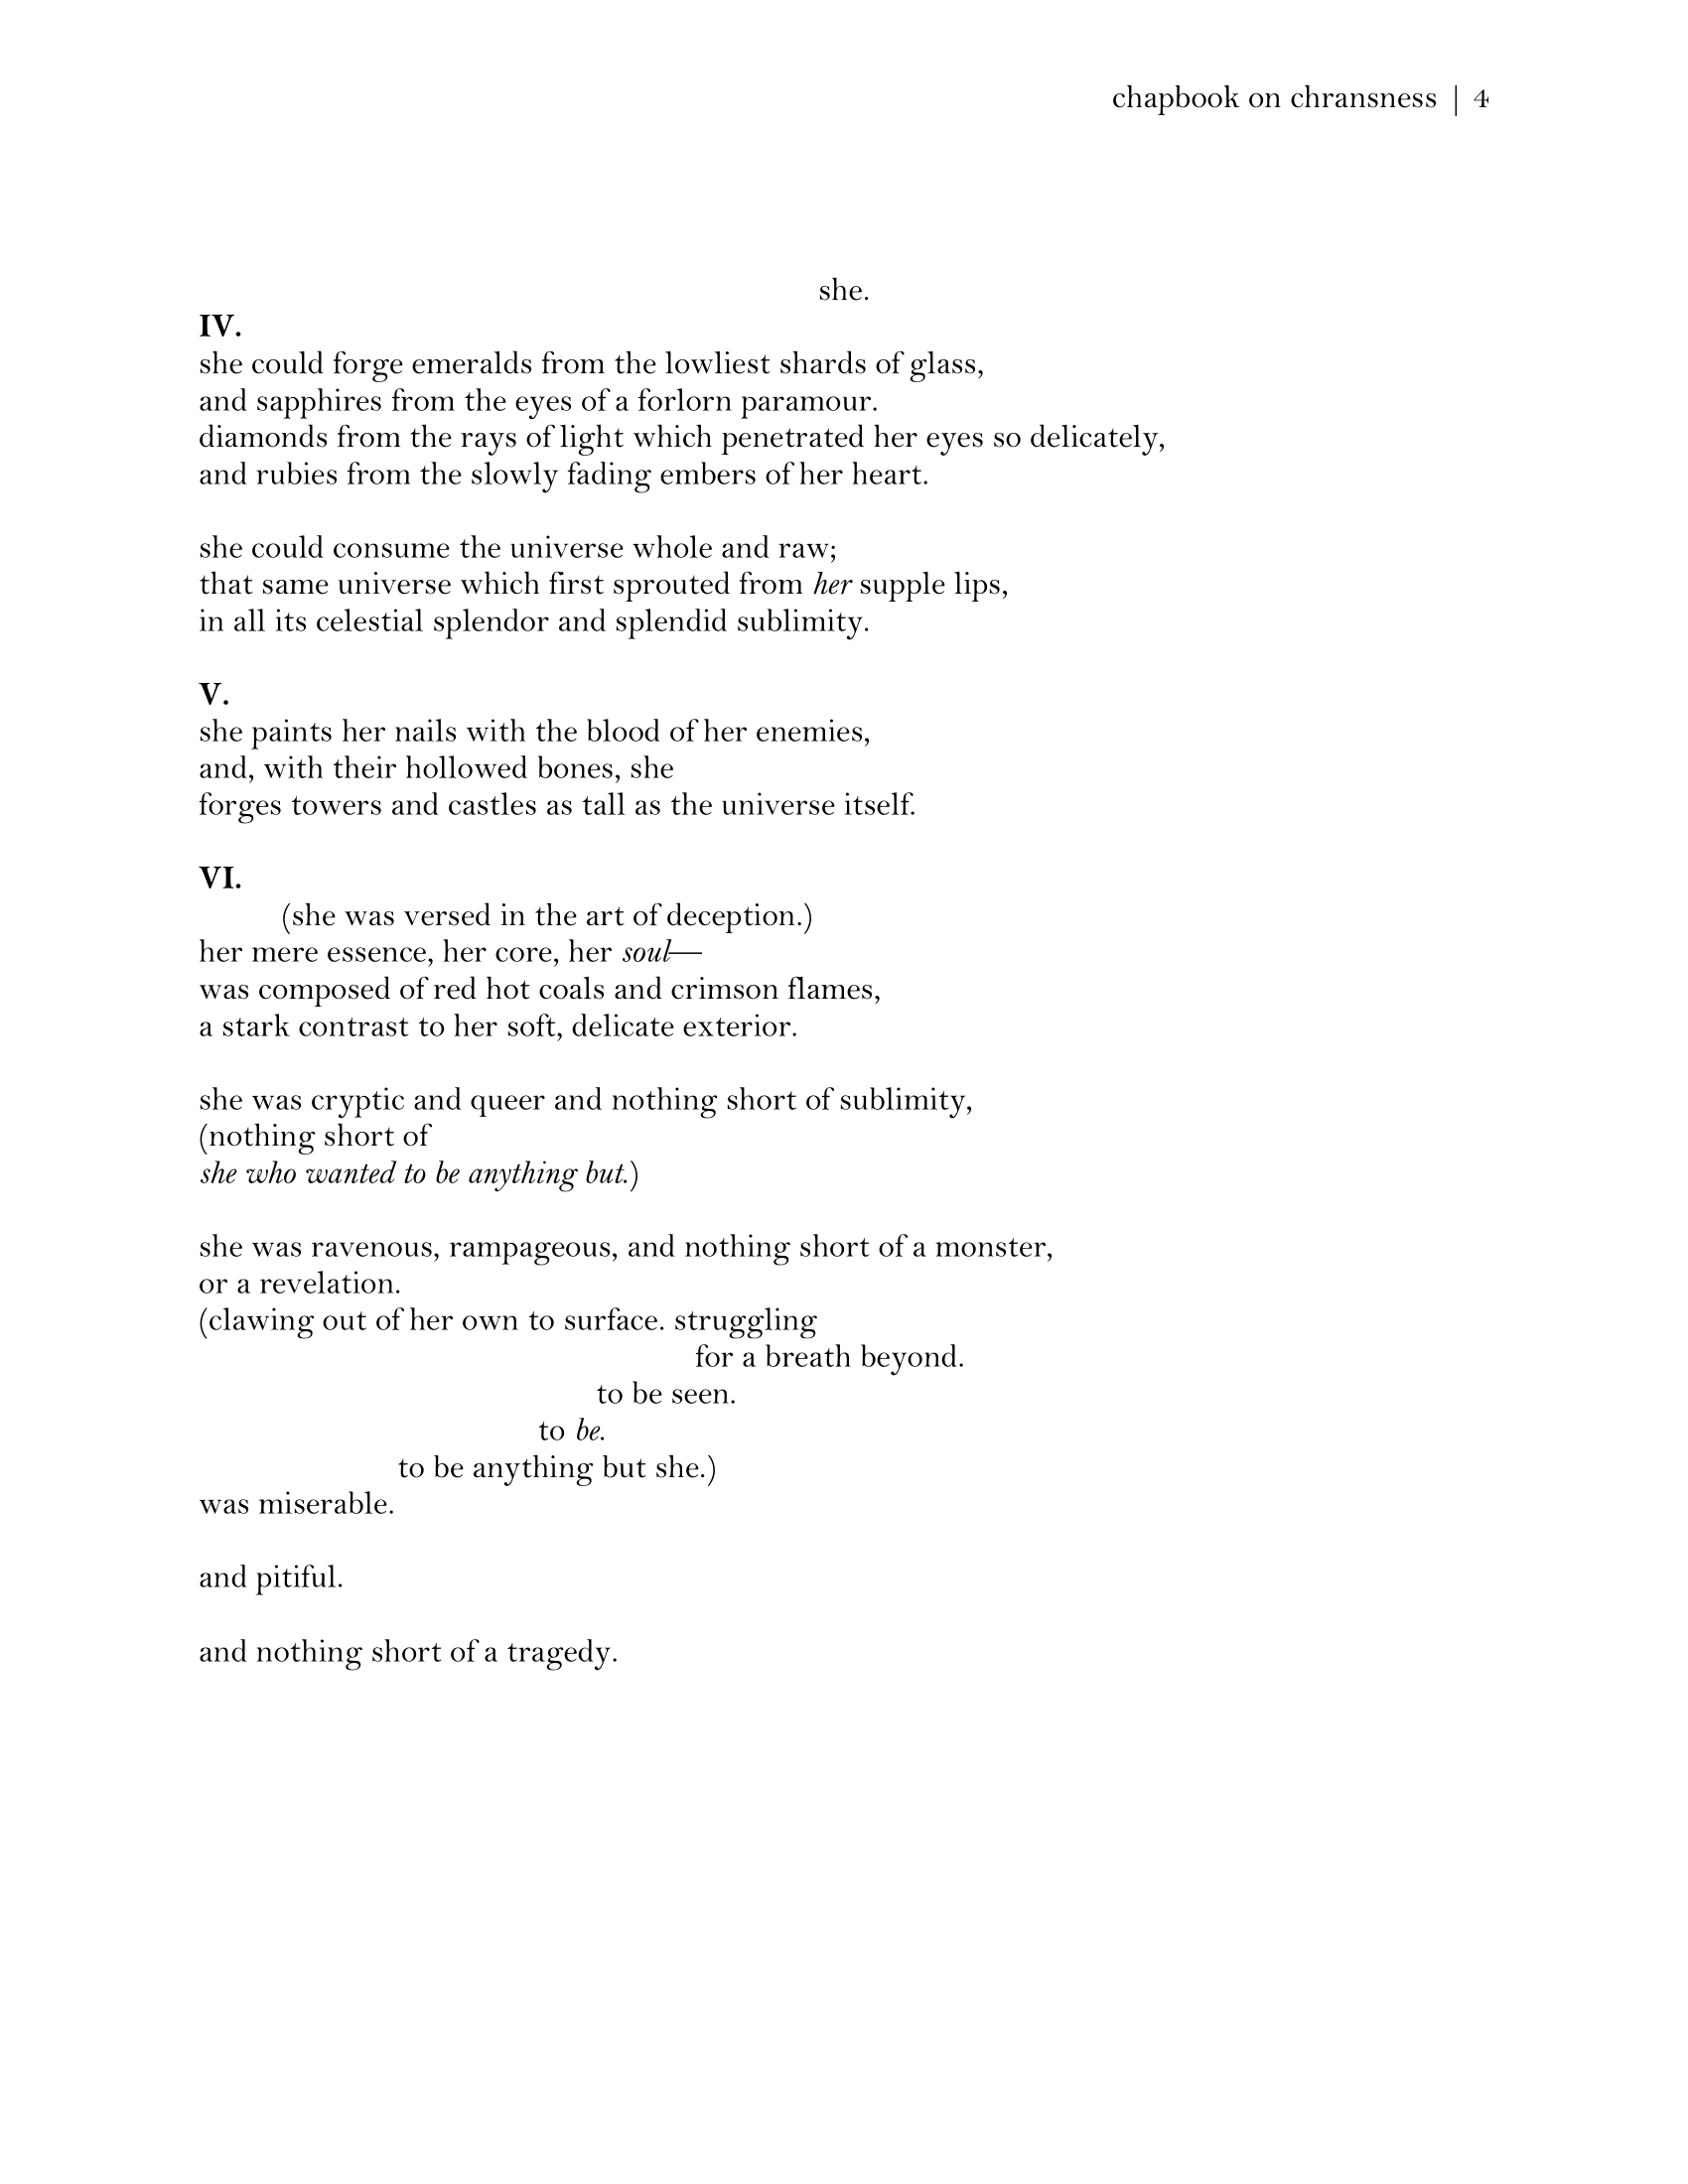 chapbook on chransness | 4
she.
IV.
she could forge emeralds from the lowliest shards of glass,
and sapphires from the eyes of a forlorn paramour.
diamonds from the rays of light which penetrated her eyes so delicately,
and rubies from the slowly fading embers of her heart.
she could consume the universe whole and raw;
that same universe which first sprouted from her supple lips,
in all its celestial splendor and splendid sublimity.
V.
she paints her nails with the blood of her enemies,
and, with their hollowed bones, she
forges towers and castles as tall as the universe itself.
VI.
(she was versed in the art of deception.)
her mere essence, her core, her soul—
was composed of red hot coals and crimson flames,
a stark contrast to her soft, delicate exterior.
she was cryptic and queer and nothing short of sublimity,
(nothing short of
she who wanted to be anything but.)
she was ravenous, rampageous, and nothing short of a monster,
or a revelation.
(clawing out of her own to surface. struggling
for a breath beyond.
to be seen.
to be.
to be anything but she.)
was miserable.
and pitiful.
and nothing short of a tragedy.